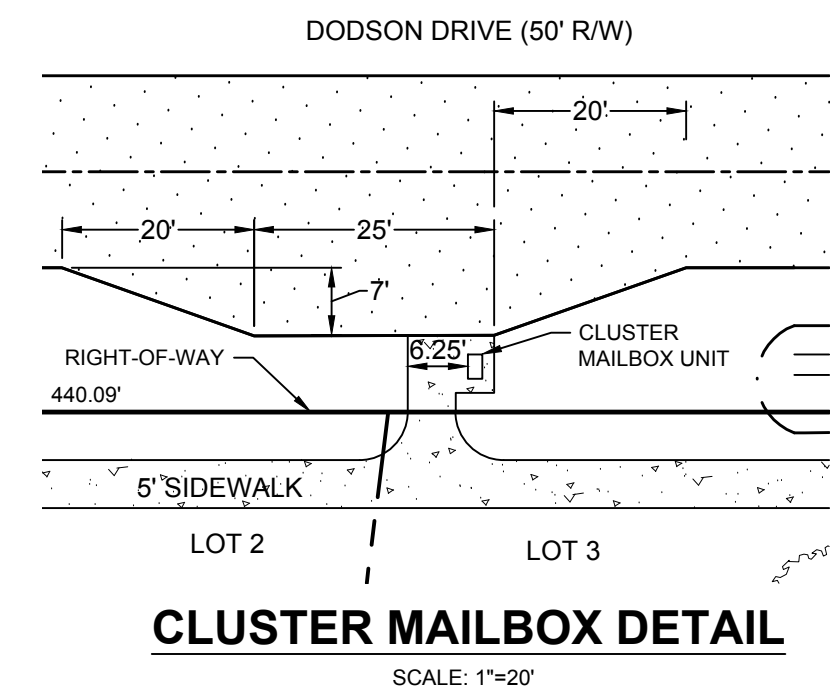 DODSON DRIVE (50' R/W)
20'
20'
25'
7'
6.25'
CLUSTER
MAILBOX UNIT
RIGHT-OF-WAY
440.09'
5' SIDEWALK
LOT 2
LOT 3
CLUSTER MAILBOX DETAIL
SCALE: 1"=20'